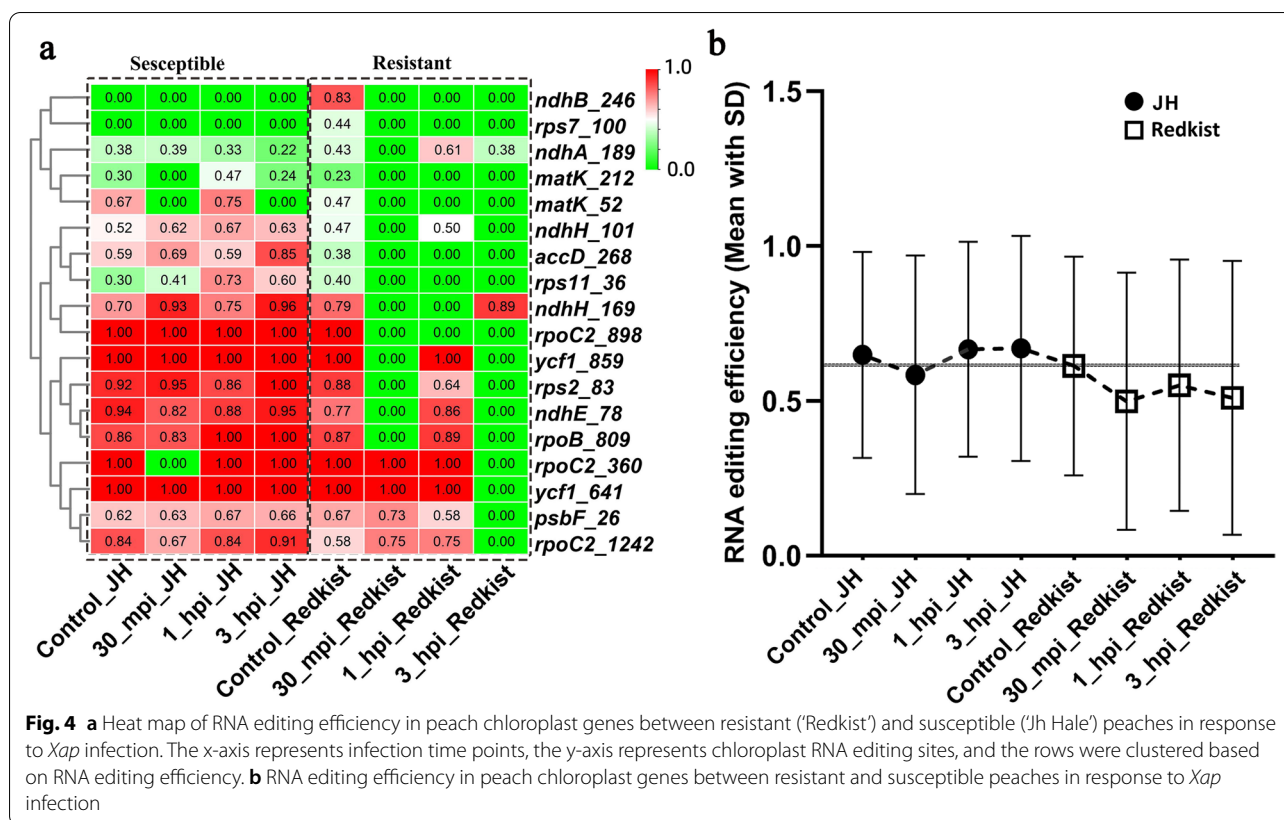 a
Sesceptible Resistant
1.0
0.0
0.00 0.00 0.00 0.00 0.83 0.00 0.00 0.00 ndhB_246
0.00 0.00 0.00 0.00 0.44 0.00 0.00 0.00 rps7_100
0.38 0.39 0.33 0.22 0.43 0.00 0.61 0.38 ndhA_189
0.30 0.00 0.47 0.24 0.23 0.00 0.00 0.00 matK_212
0.67 0.00 0.75 0.00 0.47 0.00 0.00 0.00 matK_52
0.52 0.62 0.67 0.63 0.47 0.00 0.50 0.00 ndhH_101
0.59 0.69 0.59 0.85 0.38 0.00 0.00 0.00 accD_268
0.30 0.41 0.73 0.60 0.40 0.00 0.00 0.00 rps11_36
0.70 0.93 0.75 0.96 0.79 0.00 0.00 0.89 ndhH_169
1.00 1.00 1.00 1.00 1.00 0.00 0.00 0.00 rpoC2_898
1.00 1.00 1.00 1.00 1.00 0.00 1.00 0.00 ycf1_859
0.92 0.95 0.86 1.00 0.88 0.00 0.64 0.00 rps2_83
0.94 0.82 0.88 0.95 0.77 0.00 0.86 0.00 ndhE_78
0.86 0.83 1.00 1.00 0.87 0.00 0.89 0.00 rpoB_809
1.00 0.00 1.00 1.00 1.00 1.00 1.00 0.00 rpoC2_360
1.00 1.00 1.00 1.00 1.00 1.00 1.00 0.00 ycf1_641
0.62 0.63 0.67 0.66 0.67 0.73 0.58 0.00 psbF_26
0.84 0.67 0.84 0.91 0.58 0.75 0.75 0.00 rpoC2_1242
Control_JH
30_mpi_JH
1_hpi_JH
3_hpi_JH
Control_Redkist
30_mpi_Redkist
1_hpi_Redkist
3_hpi_Redkist
b
RNA editing efficiency (Mean with SD)
1.5
1.0
0.5
0.0
JH
Redkist
Control_JH
30_mpi_JH
1_hpi_JH
3_hpi_JH
Control_Redkist
30_mpi_Redkist
1_hpi_Redkist
3_hpi_Redkist
Fig. 4 a Heat map of RNA editing efficiency in peach chloroplast genes between resistant (‘Redkist’) and susceptible (‘Jh Hale’) peaches in response
to Xap infection. The x-axis represents infection time points, the y-axis represents chloroplast RNA editing sites, and the rows were clustered based
on RNA editing efficiency. b RNA editing efficiency in peach chloroplast genes between resistant and susceptible peaches in response to Xap
infection